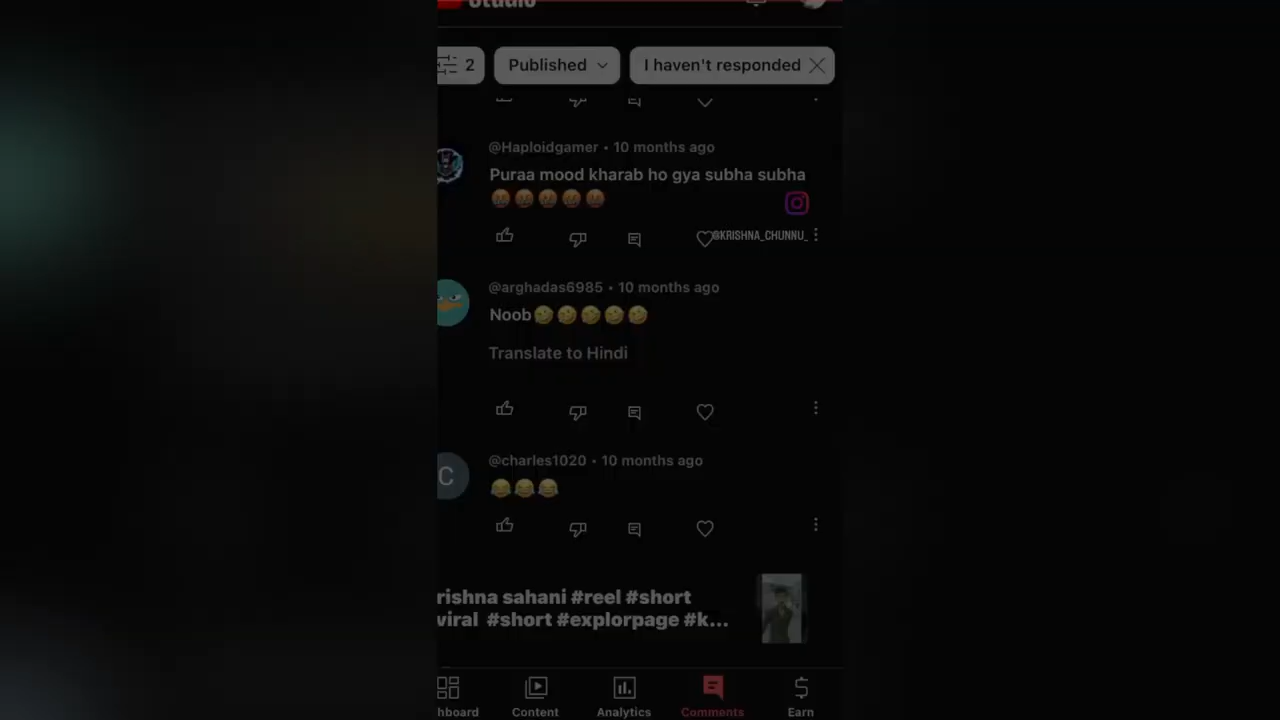 Studio
2
Published
I haven't responded
@Haploidgamer • 10 months ago
Puraa mood kharab ho gya subha subha
😡😡😡😡😡
@KRISHNA_CHUNNU_
@arghadas6985 • 10 months ago
Noob🤣🤣🤣🤣🤣
Translate to Hindi
C
@charles1020 • 10 months ago
😂😂😂
rishna sahani #reel #short
viral #short #explorpage #k...
hboard
Content
Analytics
Comments
Earn